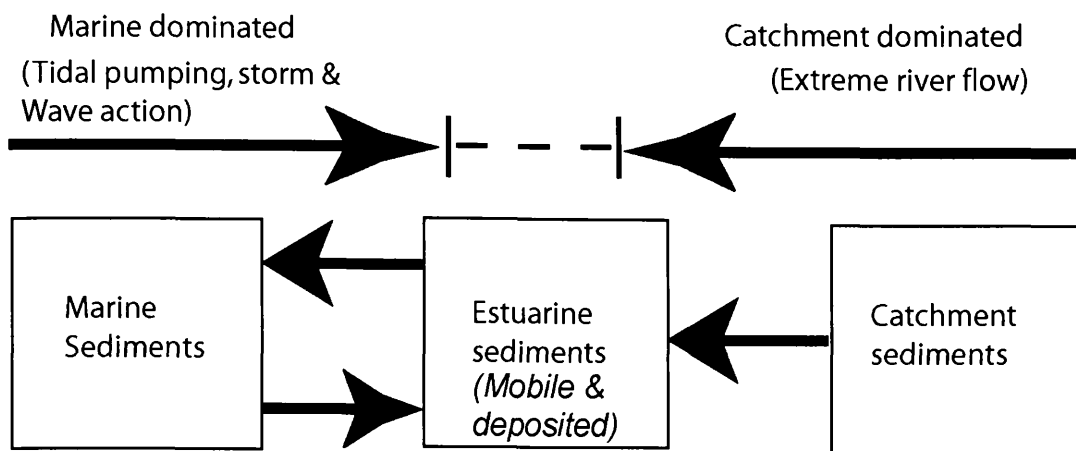 Marine dominated
(Tidal pumping, storm &
Wave action)
Catchment dominated
(Extreme river flow)
Marine
Sediments
Estuarine
sediments
(Mobile &
deposited)
Catchment
sediments